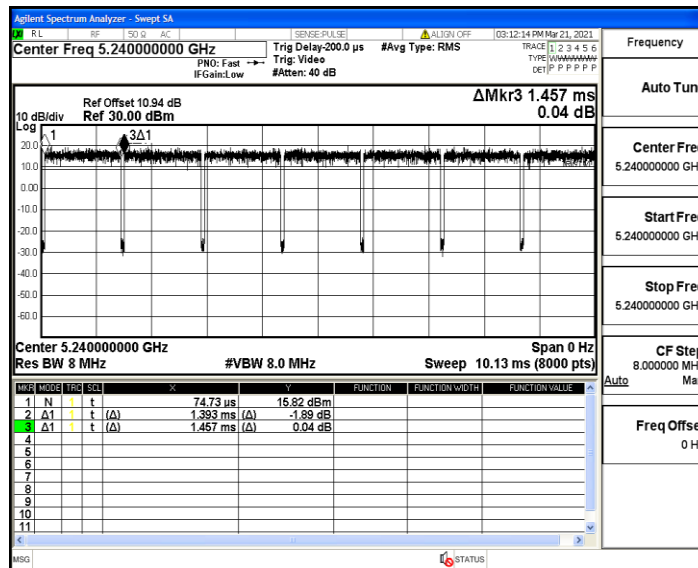 Agilent Spectrum Analyzer - Swept SA
RL RF 50 Ω AC SENSE:PULSE ALIGN OFF 03:12:14 PM Mar 21, 2021
Center Freq 5.240000000 GHz
Trig Delay-200.0 µs #Avg Type: RMS
TRACE 1 2 3 4 5 6
PNO: Fast Trig: Video
TYPE
IFGain:Low #Atten: 40 dB
DET P P P P P P
ΔMkr3 1.457 ms
0.04 dB
Ref Offset 10.94 dB
10 dB/div Ref 30.00 dBm
Log
1 3Δ1
20.0
10.0
0.00
-10.0
-20.0
-30.0
-40.0
-50.0
-60.0
Center 5.240000000 GHz Span 0 Hz
Res BW 8 MHz #VBW 8.0 MHz Sweep 10.13 ms (8000 pts)
MKR MODE TRC SCL X Y FUNCTION FUNCTION WIDTH FUNCTION VALUE
1 N 1 t 74.73 µs 15.82 dBm
2 Δ1 1 t (Δ) 1.393 ms (Δ) -1.89 dB
3 Δ1 1 t (Δ) 1.457 ms (Δ) 0.04 dB
4
5
6
7
8
9
10
11
MSG STATUS
Frequency
Auto Tun
Center Fre
5.240000000 GH
Start Fre
5.240000000 GH
Stop Fre
5.240000000 GH
CF Step
8.000000 MH
Auto Ma
Freq Offse
0 H